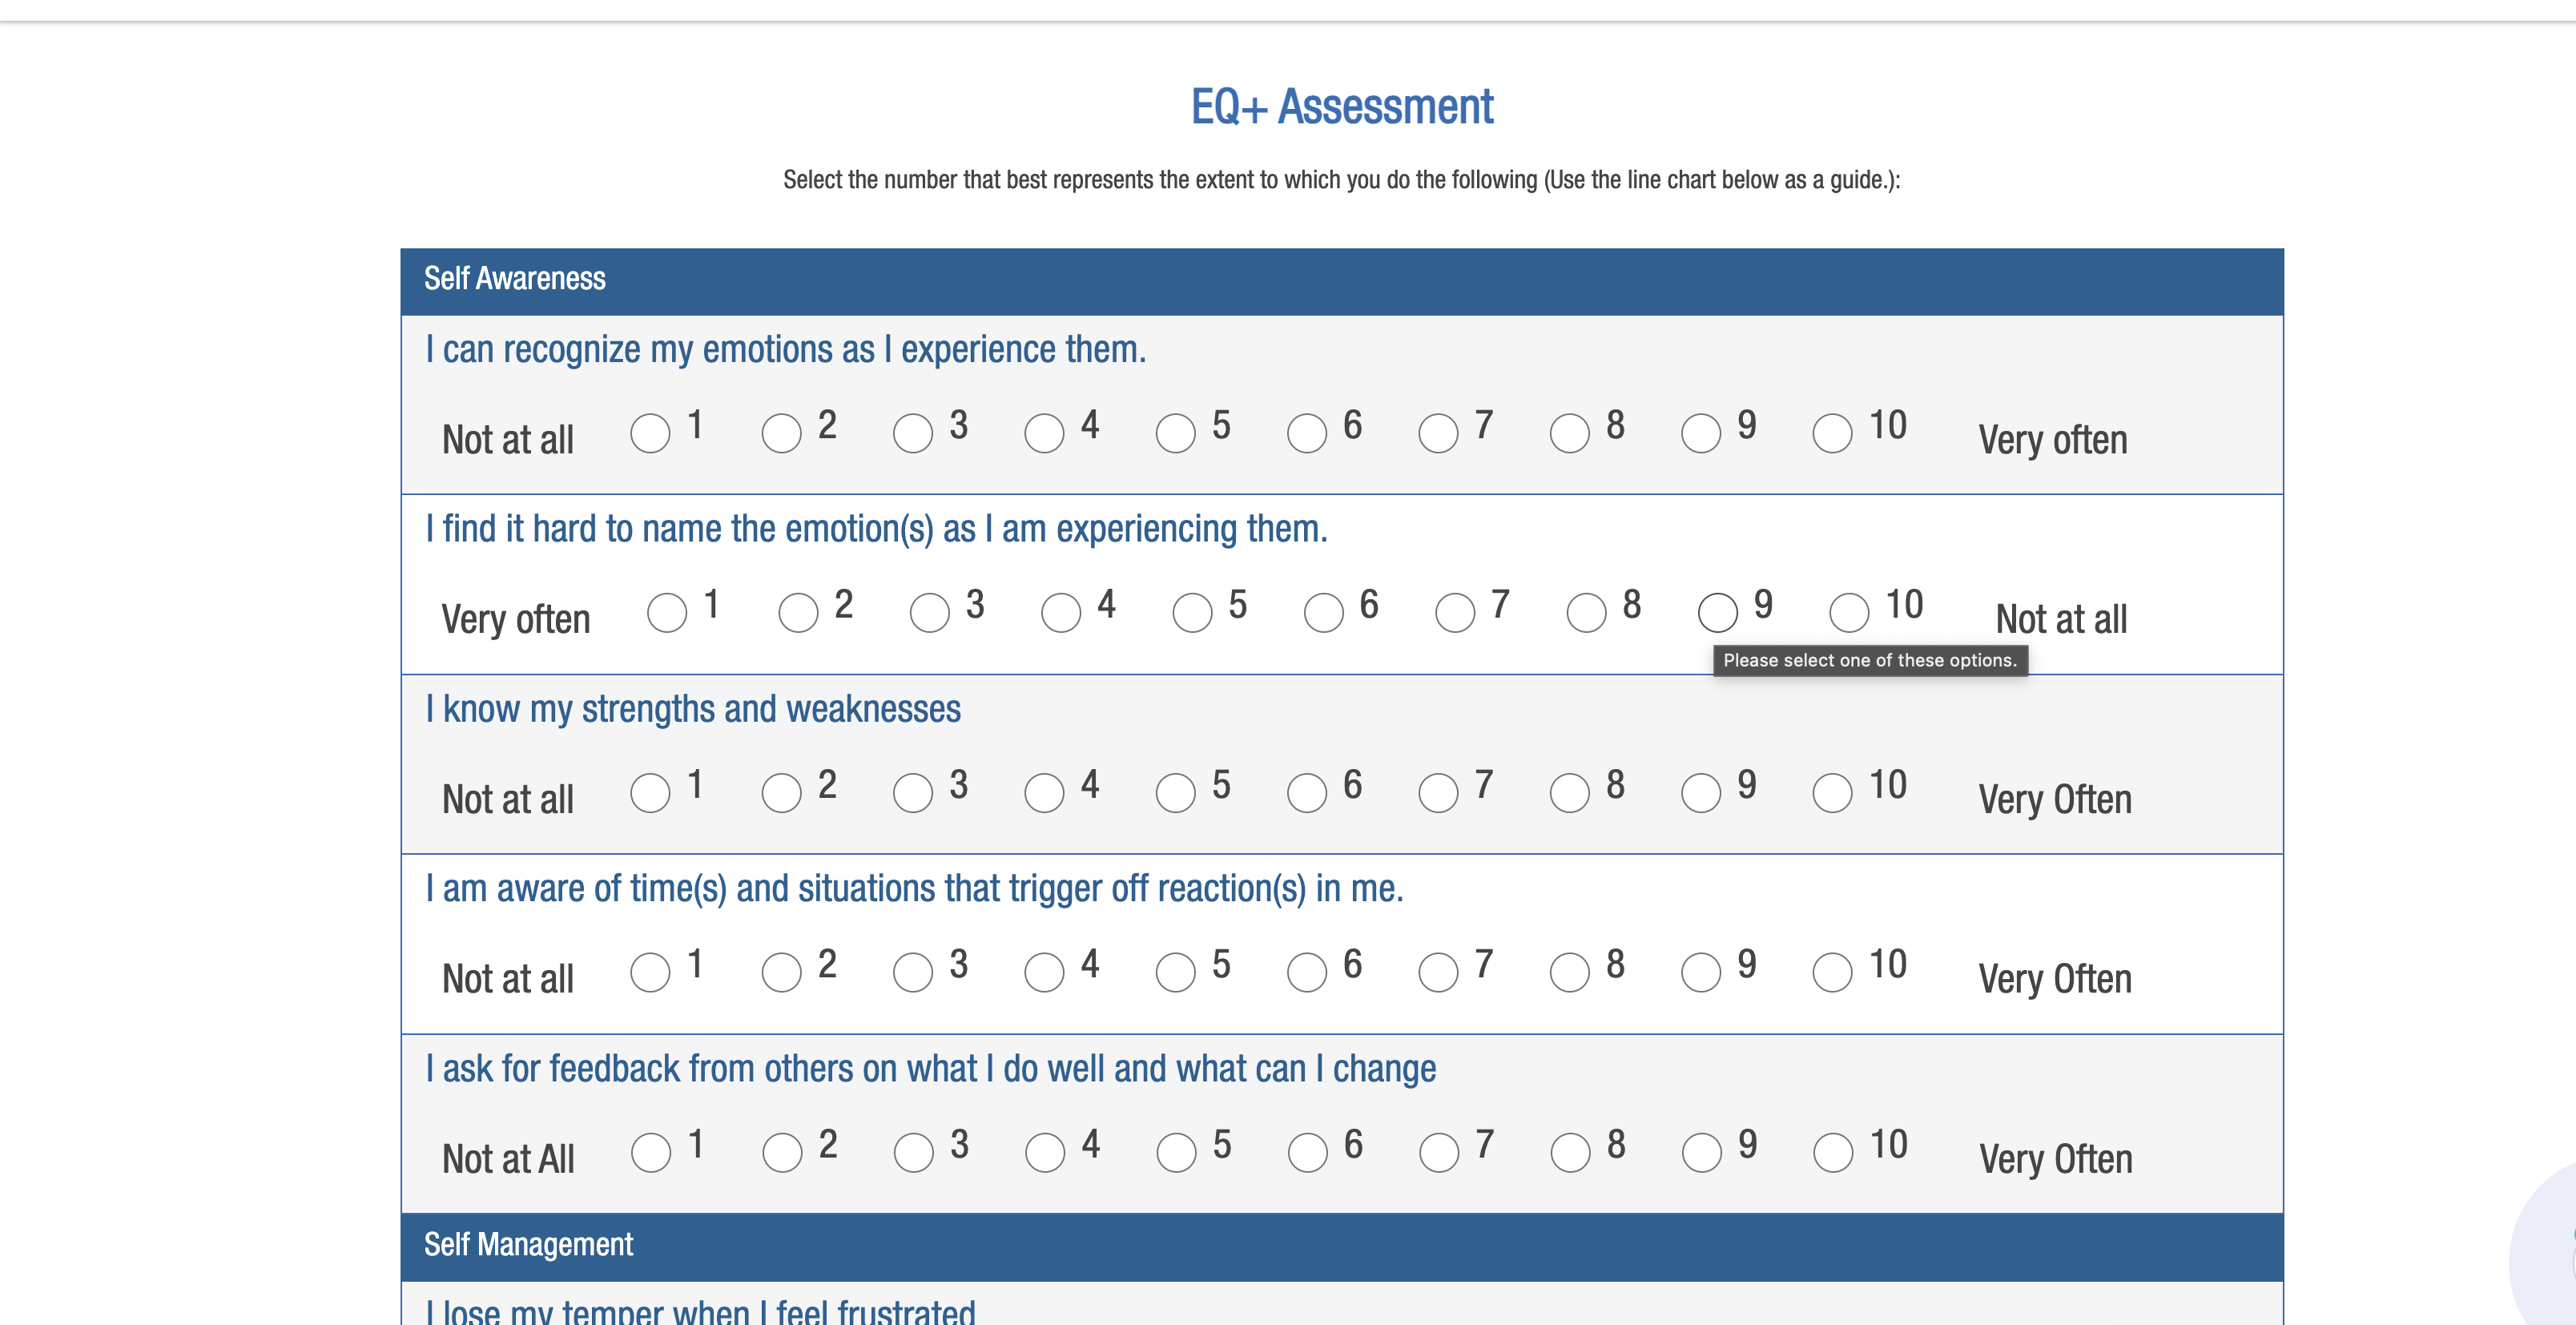 EQ+ Assessment
Select the number that best represents the extent to which you do the following (Use the line chart below as a guide.):
Self Awareness
I can recognize my emotions as I experience them.
Not at all 1 2 3 4 5 6 7 8 9 10 Very often
I find it hard to name the emotion(s) as I am experiencing them.
Very often 1 2 3 4 5 6 7 8 9 10 Not at all
Please select one of these options.
I know my strengths and weaknesses
Not at all 1 2 3 4 5 6 7 8 9 10 Very Often
I am aware of time(s) and situations that trigger off reaction(s) in me.
Not at all 1 2 3 4 5 6 7 8 9 10 Very Often
I ask for feedback from others on what I do well and what can I change
Not at All 1 2 3 4 5 6 7 8 9 10 Very Often
Self Management
I lose my temper when I feel frustrated